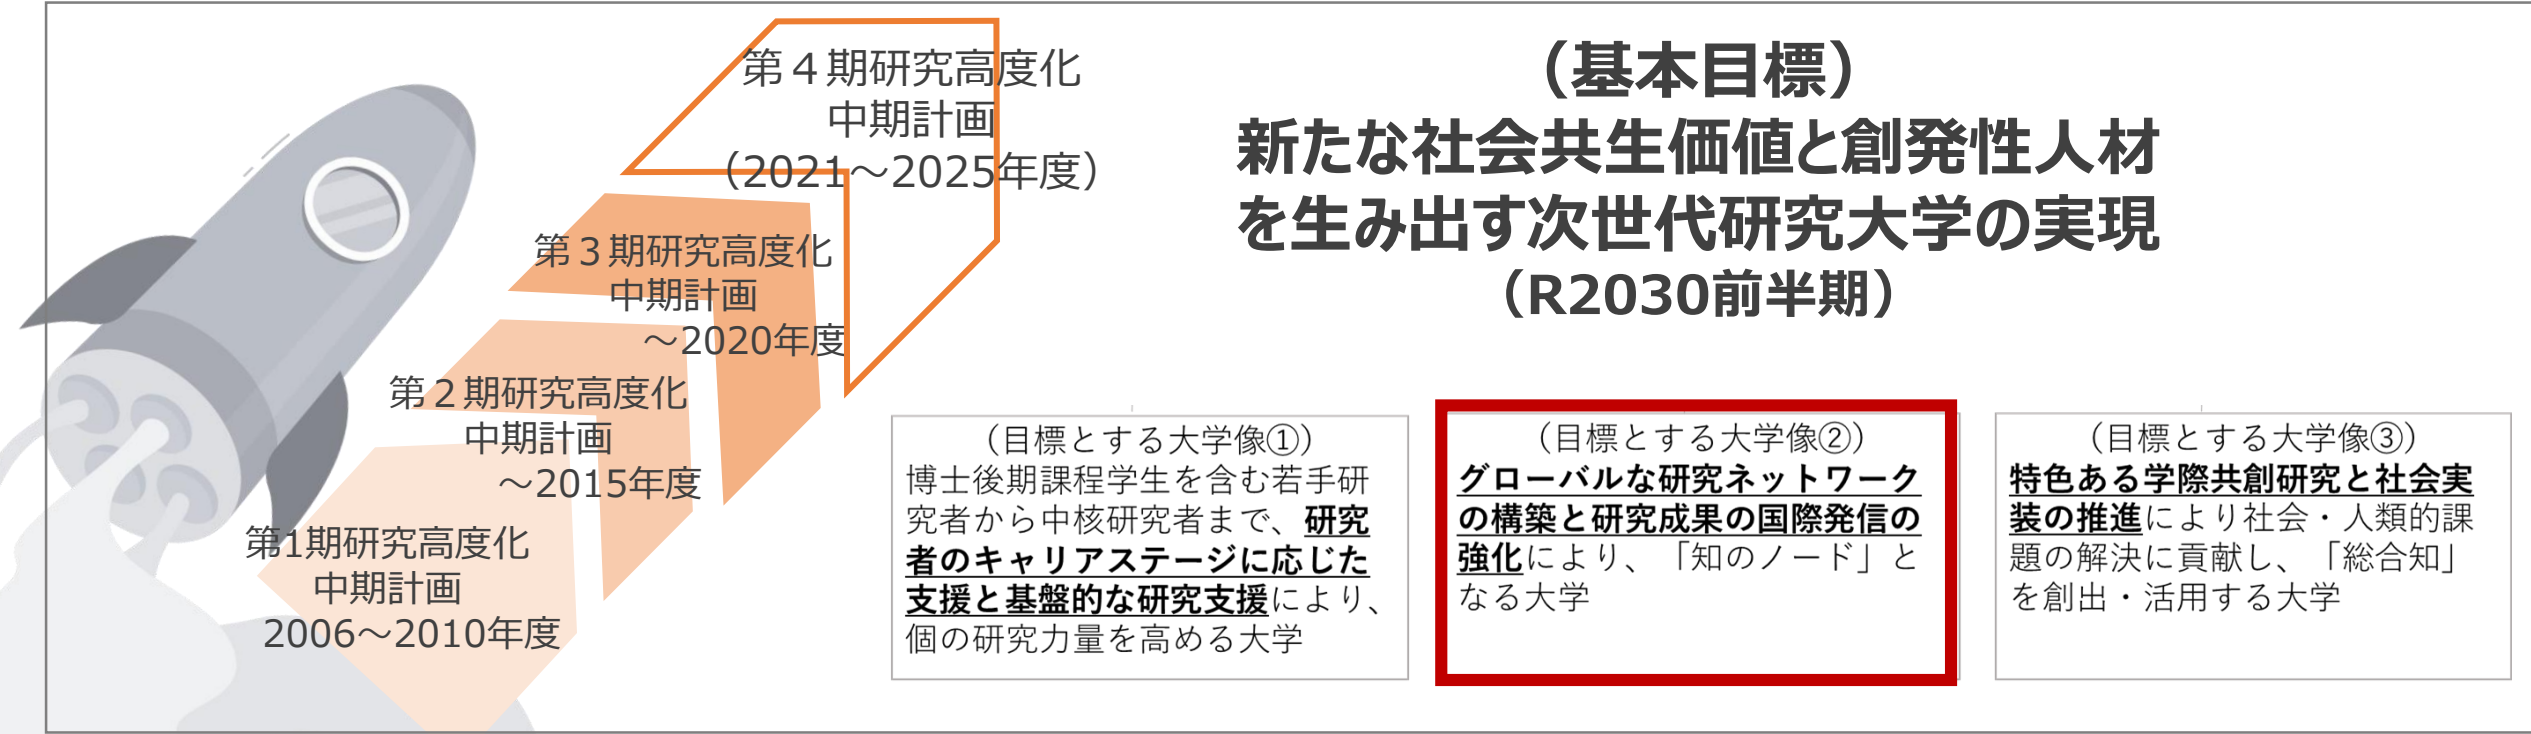 第４期研究高度化
中期計画
（2021～2025年度）
第３期研究高度化
中期計画
～2020年度
第２期研究高度化
中期計画
～2015年度
第1期研究高度化
中期計画
2006～2010年度
（基本目標）
新たな社会共生価値と創発性人材
を生み出す次世代研究大学の実現
（R2030前半期）
（目標とする大学像①）
博士後期課程学生を含む若手研
究者から中核研究者まで、研究
者のキャリアステージに応じた
支援と基盤的な研究支援により、
個の研究力量を高める大学
（目標とする大学像②）
グローバルな研究ネットワーク
の構築と研究成果の国際発信の
強化により、「知のノード」と
なる大学
（目標とする大学像③）
特色ある学際共創研究と社会実
装の推進により社会・人類的課
題の解決に貢献し、「総合知」
を創出・活用する大学